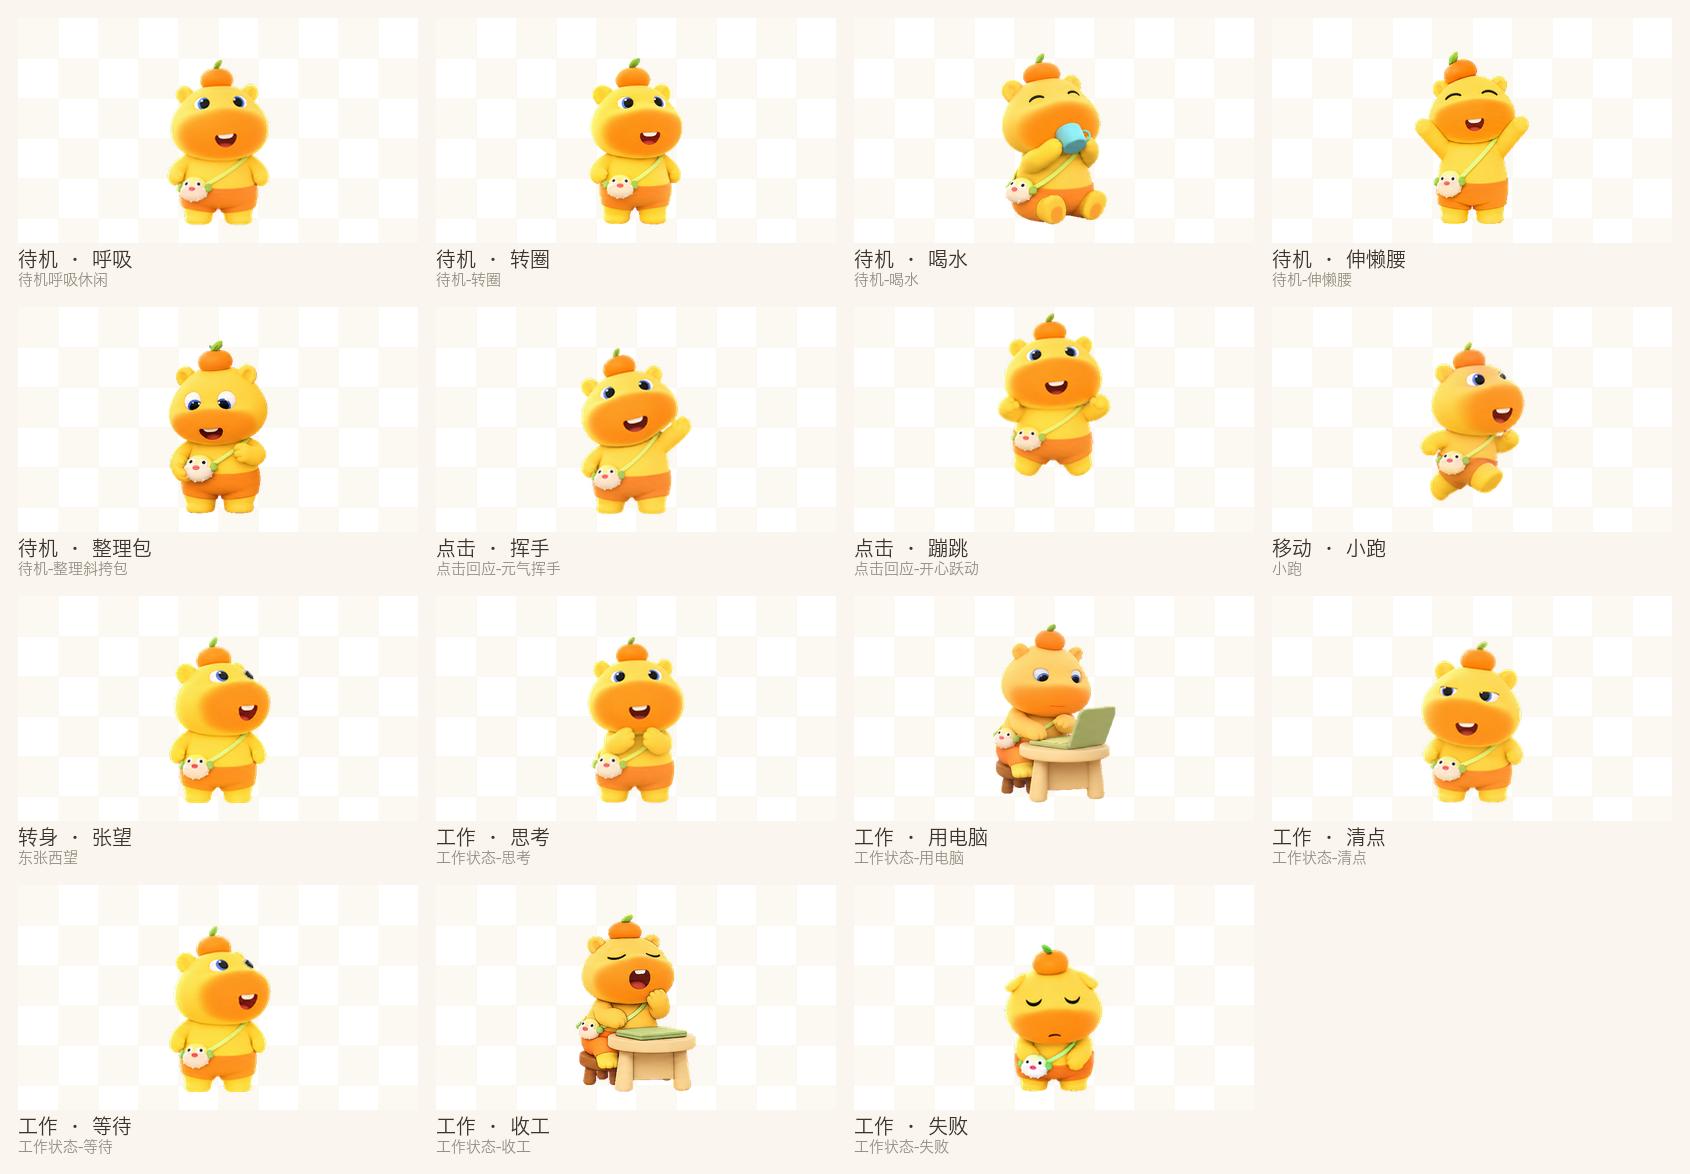 待机 · 呼吸
待机呼吸休闲
待机 · 转圈
待机-转圈
待机 · 喝水
待机-喝水
待机 · 伸懒腰
待机-伸懒腰
待机 · 整理包
待机-整理斜挎包
点击 · 挥手
点击回应-元气挥手
点击 · 蹦跳
点击回应-开心跃动
移动 · 小跑
小跑
转身 · 张望
东张西望
工作 · 思考
工作状态-思考
工作 · 用电脑
工作状态-用电脑
工作 · 清点
工作状态-清点
工作 · 等待
工作状态-等待
工作 · 收工
工作状态-收工
工作 · 失败
工作状态-失败